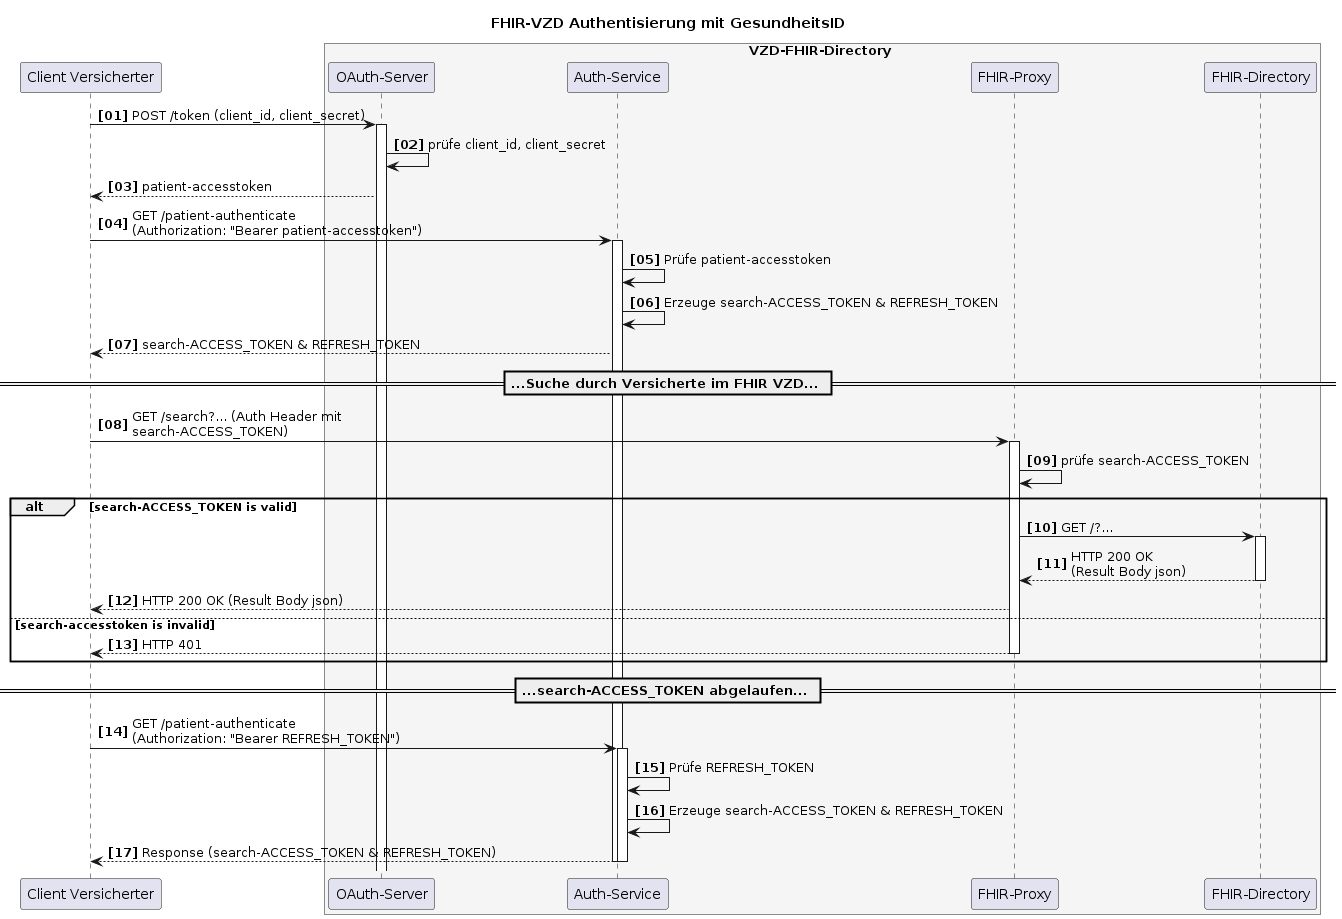 FHIR-VZD Authentisierung mit GesundheitsID
VZD-FHIR-Directory
Client Versicherter
OAuth-Server
Auth-Service
FHIR-Proxy
FHIR-Directory
[01] POST /token (client_id, client_secret)
[02] prüfe client_id, client_secret
[03] patient-accesstoken
[04] GET /patient-authenticate
(Authorization: "Bearer patient-accesstoken")
[05] Prüfe patient-accesstoken
[06] Erzeuge search-ACCESS_TOKEN & REFRESH_TOKEN
[07] search-ACCESS_TOKEN & REFRESH_TOKEN
...Suche durch Versicherte im FHIR VZD...
[08] GET /search?... (Auth Header mit
search-ACCESS_TOKEN)
[09] prüfe search-ACCESS_TOKEN
alt [search-ACCESS_TOKEN is valid]
[10] GET /?...
[11] HTTP 200 OK
(Result Body json)
[12] HTTP 200 OK (Result Body json)
[search-accesstoken is invalid]
[13] HTTP 401
...search-ACCESS_TOKEN abgelaufen...
[14] GET /patient-authenticate
(Authorization: "Bearer REFRESH_TOKEN")
[15] Prüfe REFRESH_TOKEN
[16] Erzeuge search-ACCESS_TOKEN & REFRESH_TOKEN
[17] Response (search-ACCESS_TOKEN & REFRESH_TOKEN)
Client Versicherter
OAuth-Server
Auth-Service
FHIR-Proxy
FHIR-Directory